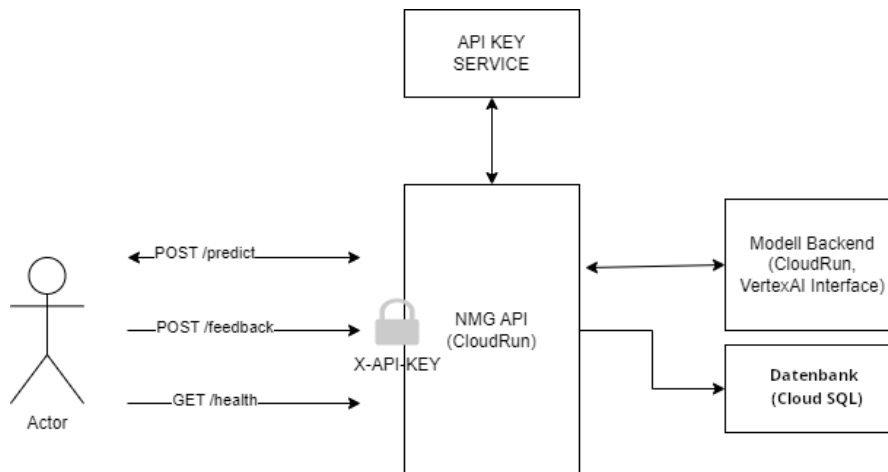 API KEY
SERVICE
POST /predict
POST /feedback
GET /health
Actor
X-API-KEY
NMG API
(CloudRun)
Modell Backend
(CloudRun,
VertexAI Interface)
Datenbank
(Cloud SQL)